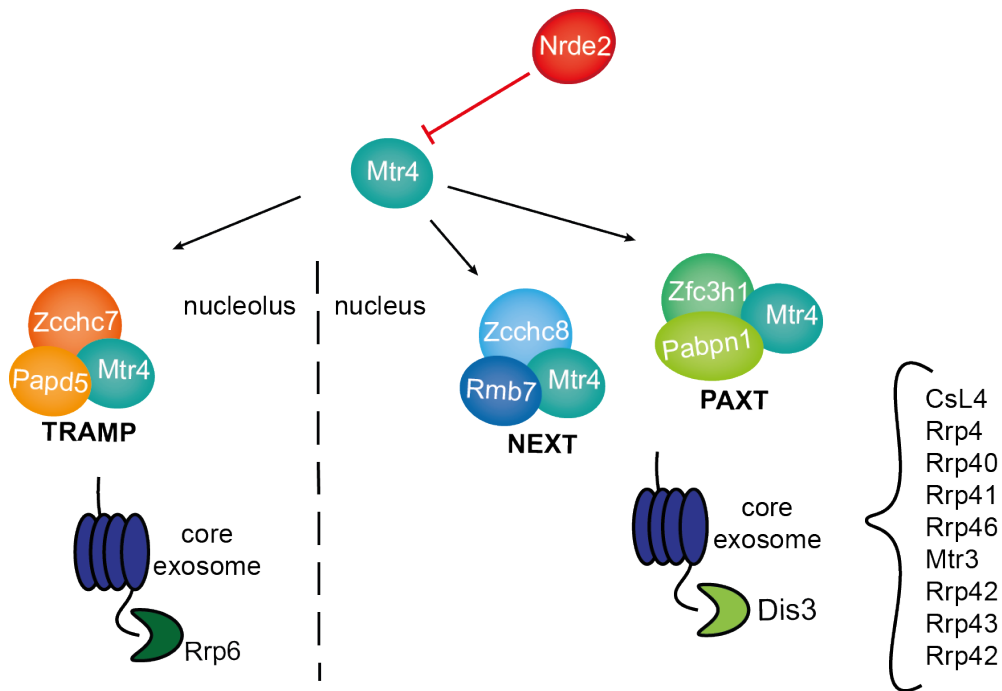 Nrde2
Mtr4
nucleolus
nucleus
Zcchc7
Papd5
Mtr4
TRAMP
Zcchc8
Rmb7
Mtr4
NEXT
Zfc3h1
Pabpn1
Mtr4
PAXT
core
exosome
Rrp6
core
exosome
Dis3
CsL4
Rrp4
Rrp40
Rrp41
Rrp46
Mtr3
Rrp42
Rrp43
Rrp42